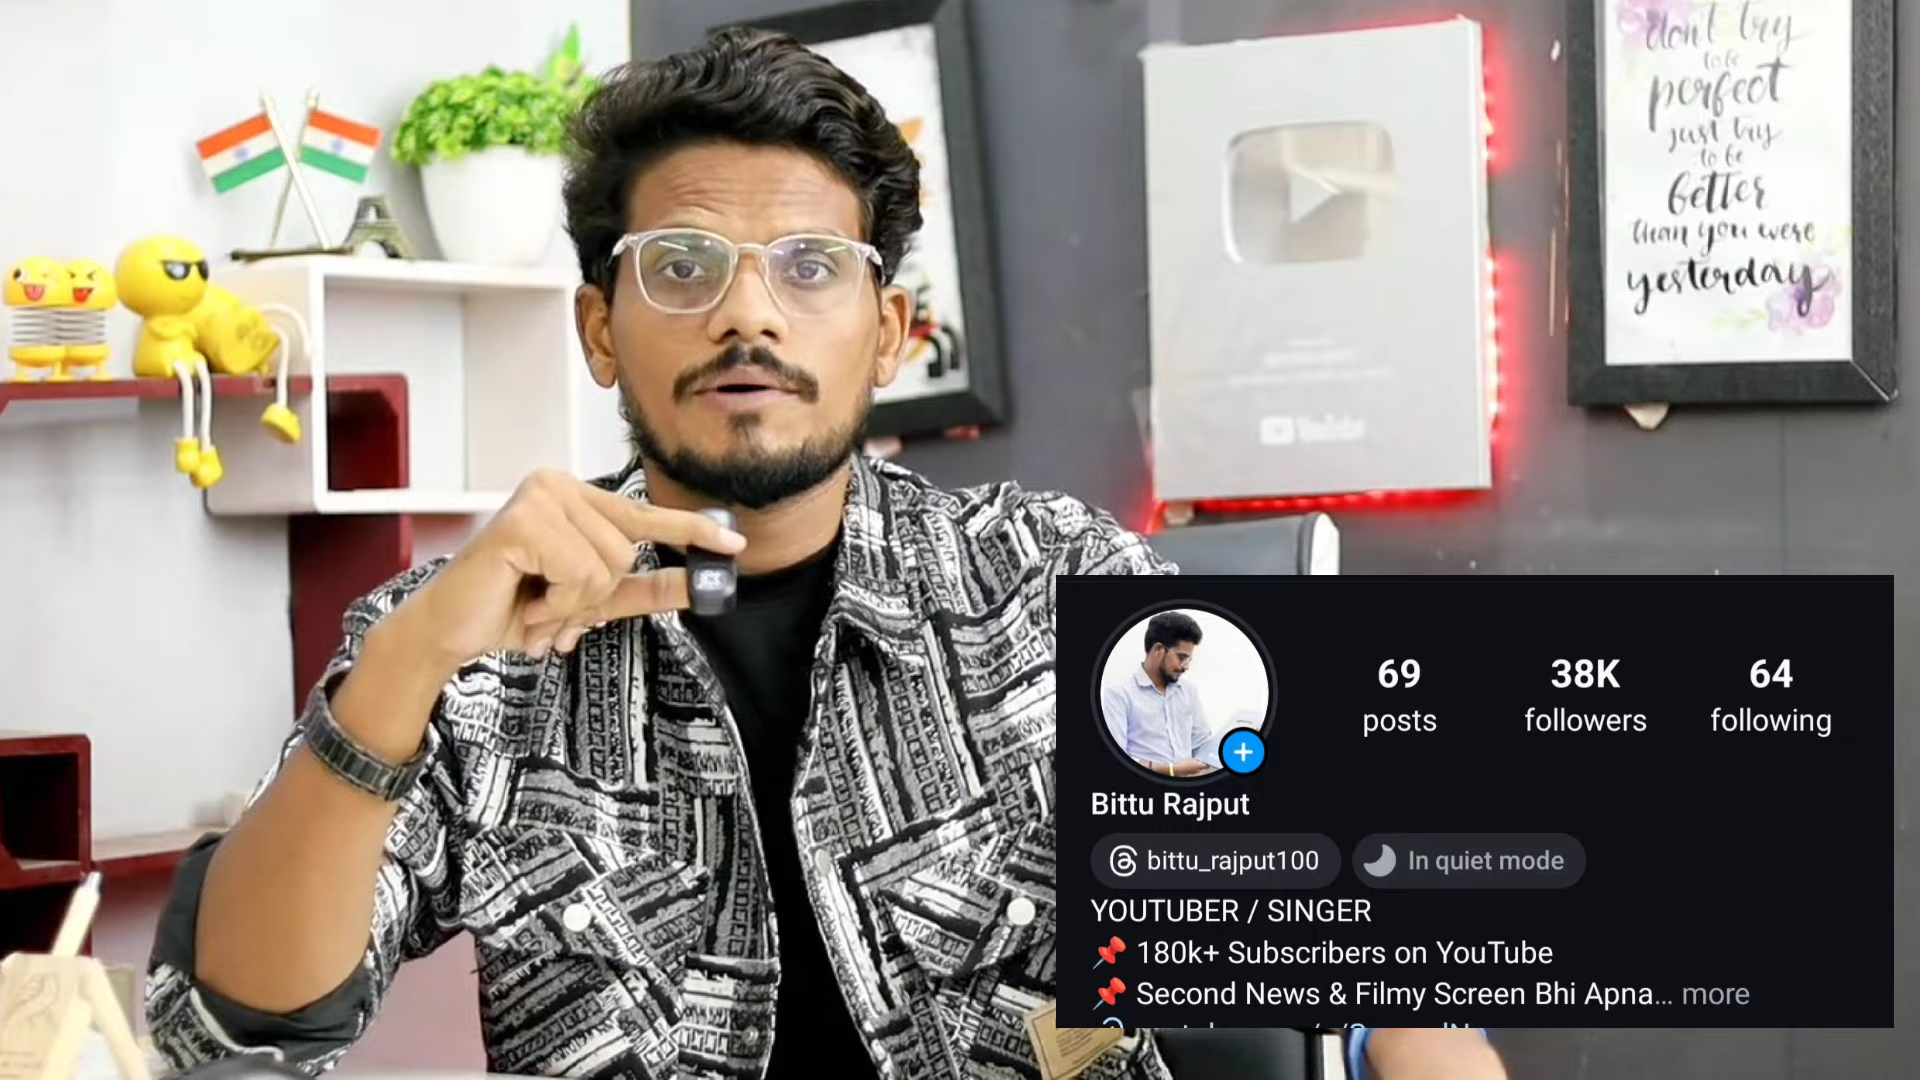 don't try
to be
perfect
just try
to be
better
than you were
yesterday
YouTube
69
posts
38K
followers
64
following
Bittu Rajput
bittu_rajput100
In quiet mode
YOUTUBER / SINGER
📌 180k+ Subscribers on YouTube
📌 Second News & Filmy Screen Bhi Apna... more